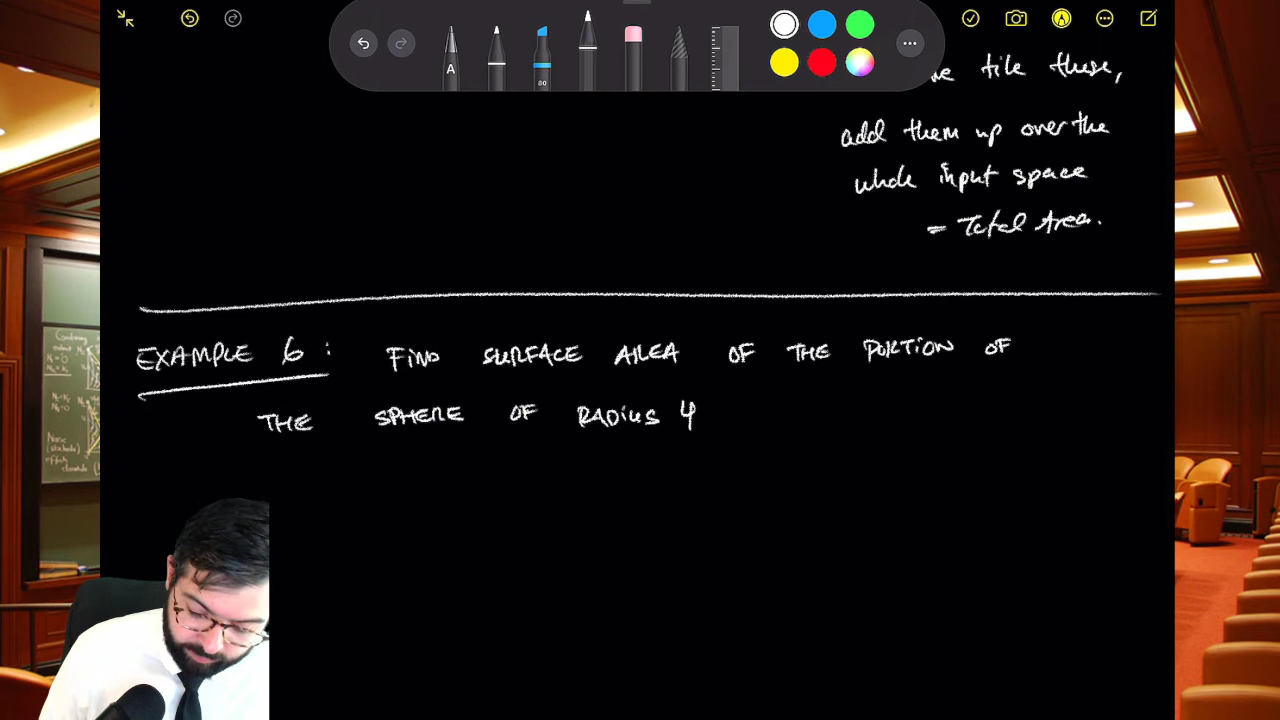 tile these,
add them up over the
whole input space
= Total Area.
EXAMPLE 6: FIND SURFACE AREA OF THE PORTION OF
THE SPHERE OF RADIUS 4
A
80